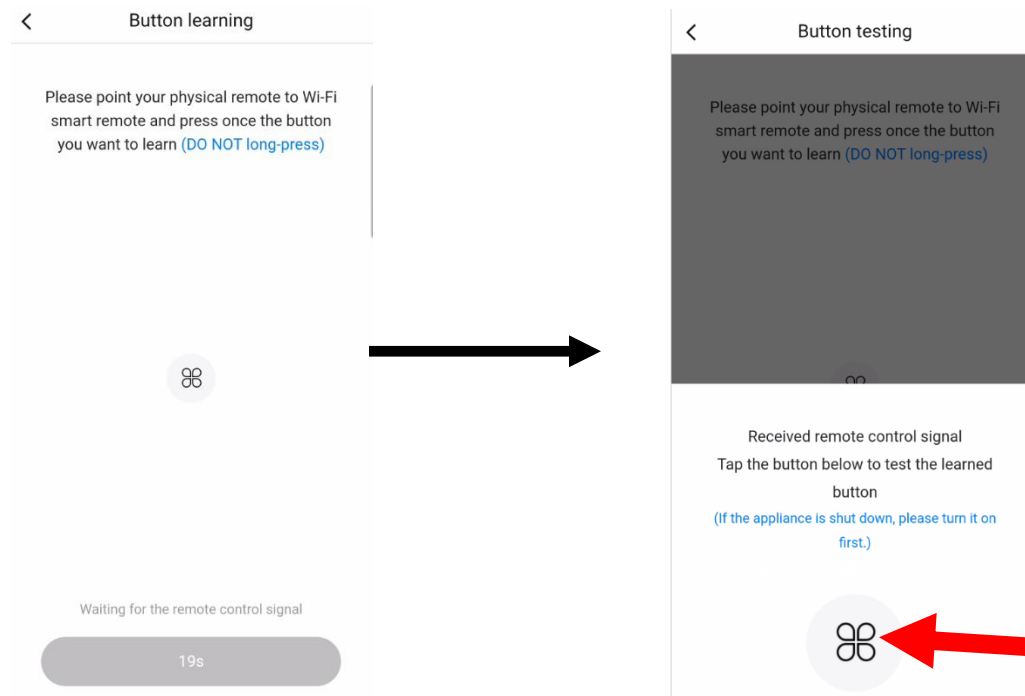 Button learning
Please point your physical remote to Wi-Fi
smart remote and press once the button
you want to learn (DO NOT long-press)
Waiting for the remote control signal
19s
Button testing
Please point your physical remote to Wi-Fi
smart remote and press once the button
you want to learn (DO NOT long-press)
Received remote control signal
Tap the button below to test the learned
button
(If the appliance is shut down, please turn it on
first.)